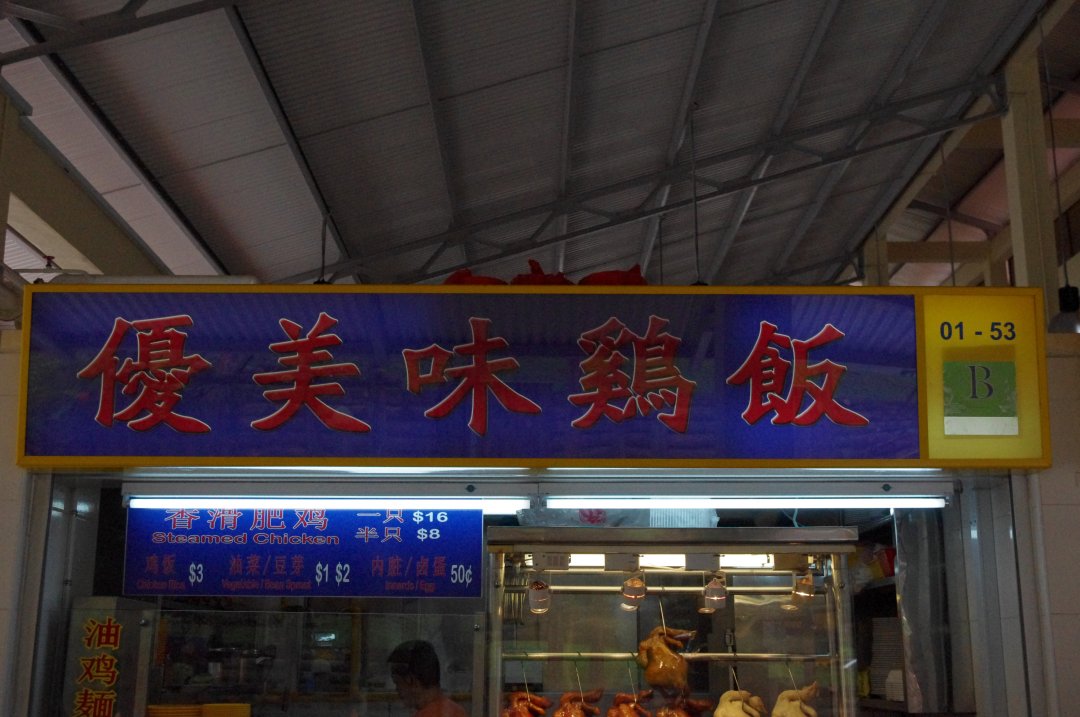 優美味鷄飯
01 - 53
B
香滑肥鸡 一只 $16
Steamed Chicken 半只 $8
鸡饭 $3 油菜/豆芽 $1 $2 内脏/卤蛋 50¢
Chicken Rice Vegetable / Bean Sprout Innards / Egg
油鸡麵